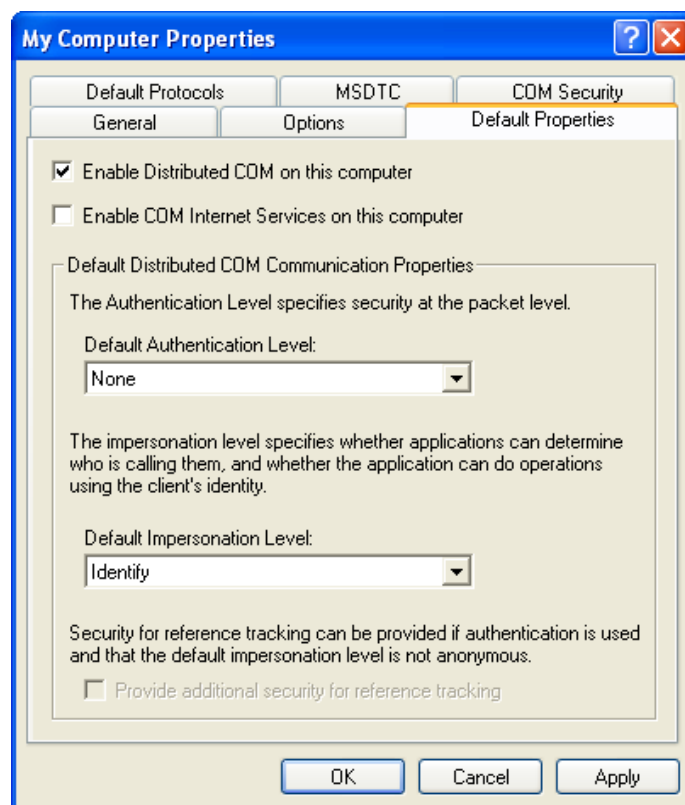 My Computer Properties
Default Protocols MSDTC COM Security
General Options Default Properties
Enable Distributed COM on this computer
Enable COM Internet Services on this computer
Default Distributed COM Communication Properties
The Authentication Level specifies security at the packet level.
Default Authentication Level:
None
The impersonation level specifies whether applications can determine
who is calling them, and whether the application can do operations
using the client's identity.
Default Impersonation Level:
Identify
Security for reference tracking can be provided if authentication is used
and that the default impersonation level is not anonymous.
Provide additional security for reference tracking
OK Cancel Apply